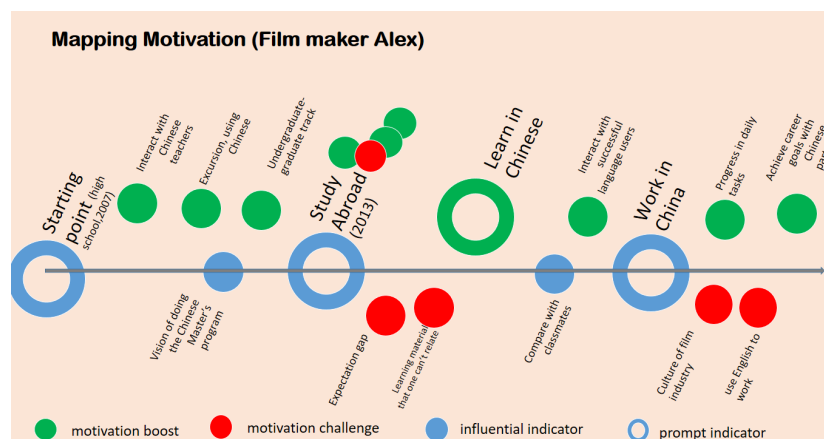 Mapping Motivation (Film maker Alex)
Starting
point (high
school,2007)
Interact with
Chinese
teachers
Excursion, using
Chinese
Undergraduate-
graduate track
Study
Abroad
(2013)
Learn in
Chinese
Interact with
successful
language users
Work in
China
Progress in daily
tasks
Achieve career
goals with
Chinese
Vision of doing
the Chinese
Master's
program
Expectation gap
Learning material
that one can't relate
Compare with
classmates
Culture of film
industry
use English to
work
motivation boost
motivation challenge
influential indicator
prompt indicator